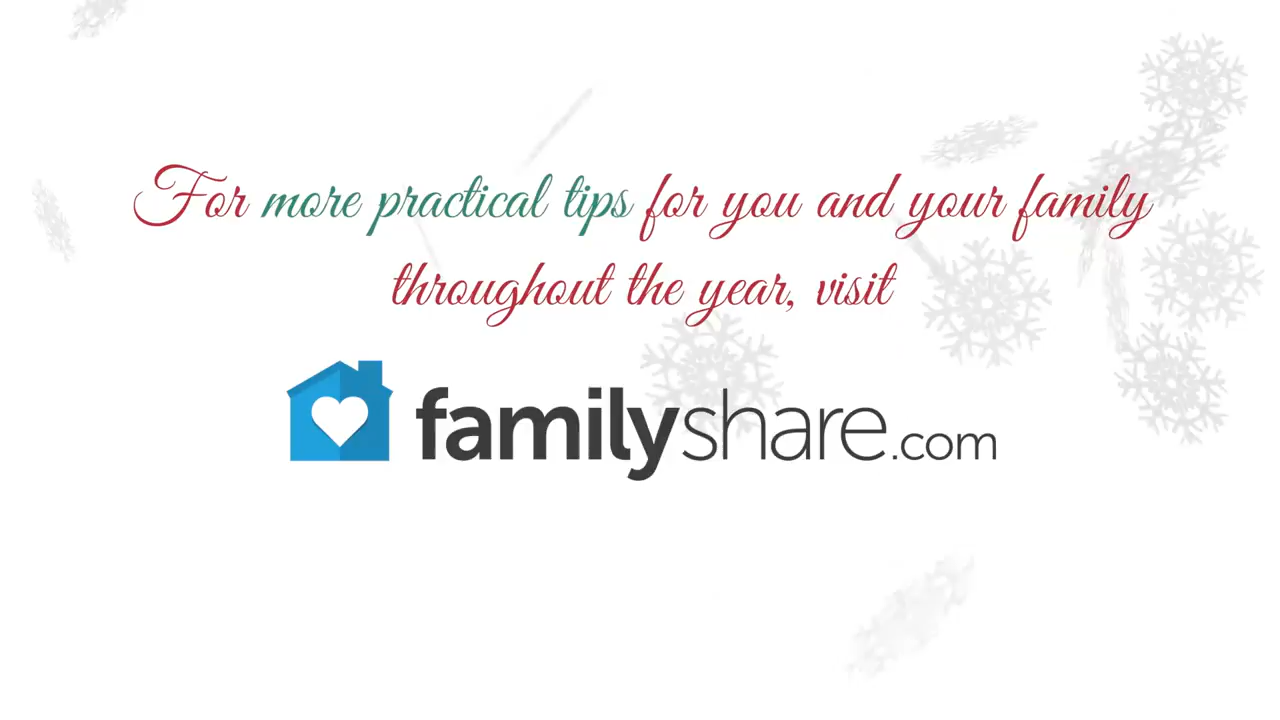 For more practical tips for you and your family
throughout the year, visit
familyshare.com